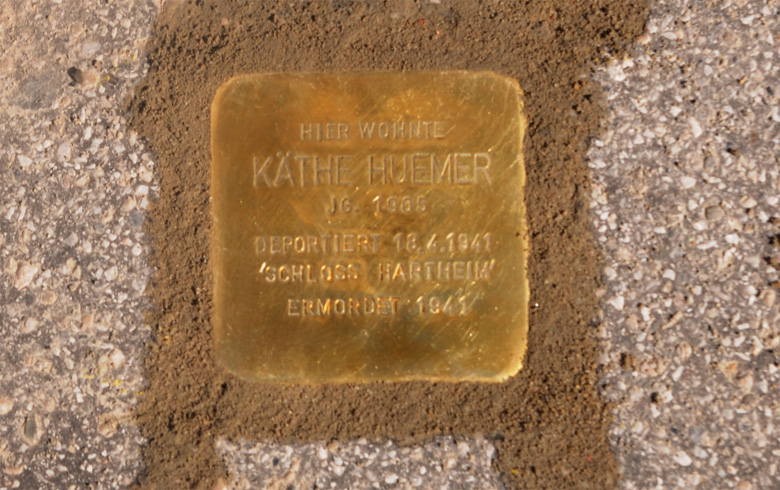 HIER WOHNTE
KÄTHE HUEMER
JG.
DEPORTIERT 18.4.1941
'SCHLOSS HARTHEIM'
ERMORDET 1941